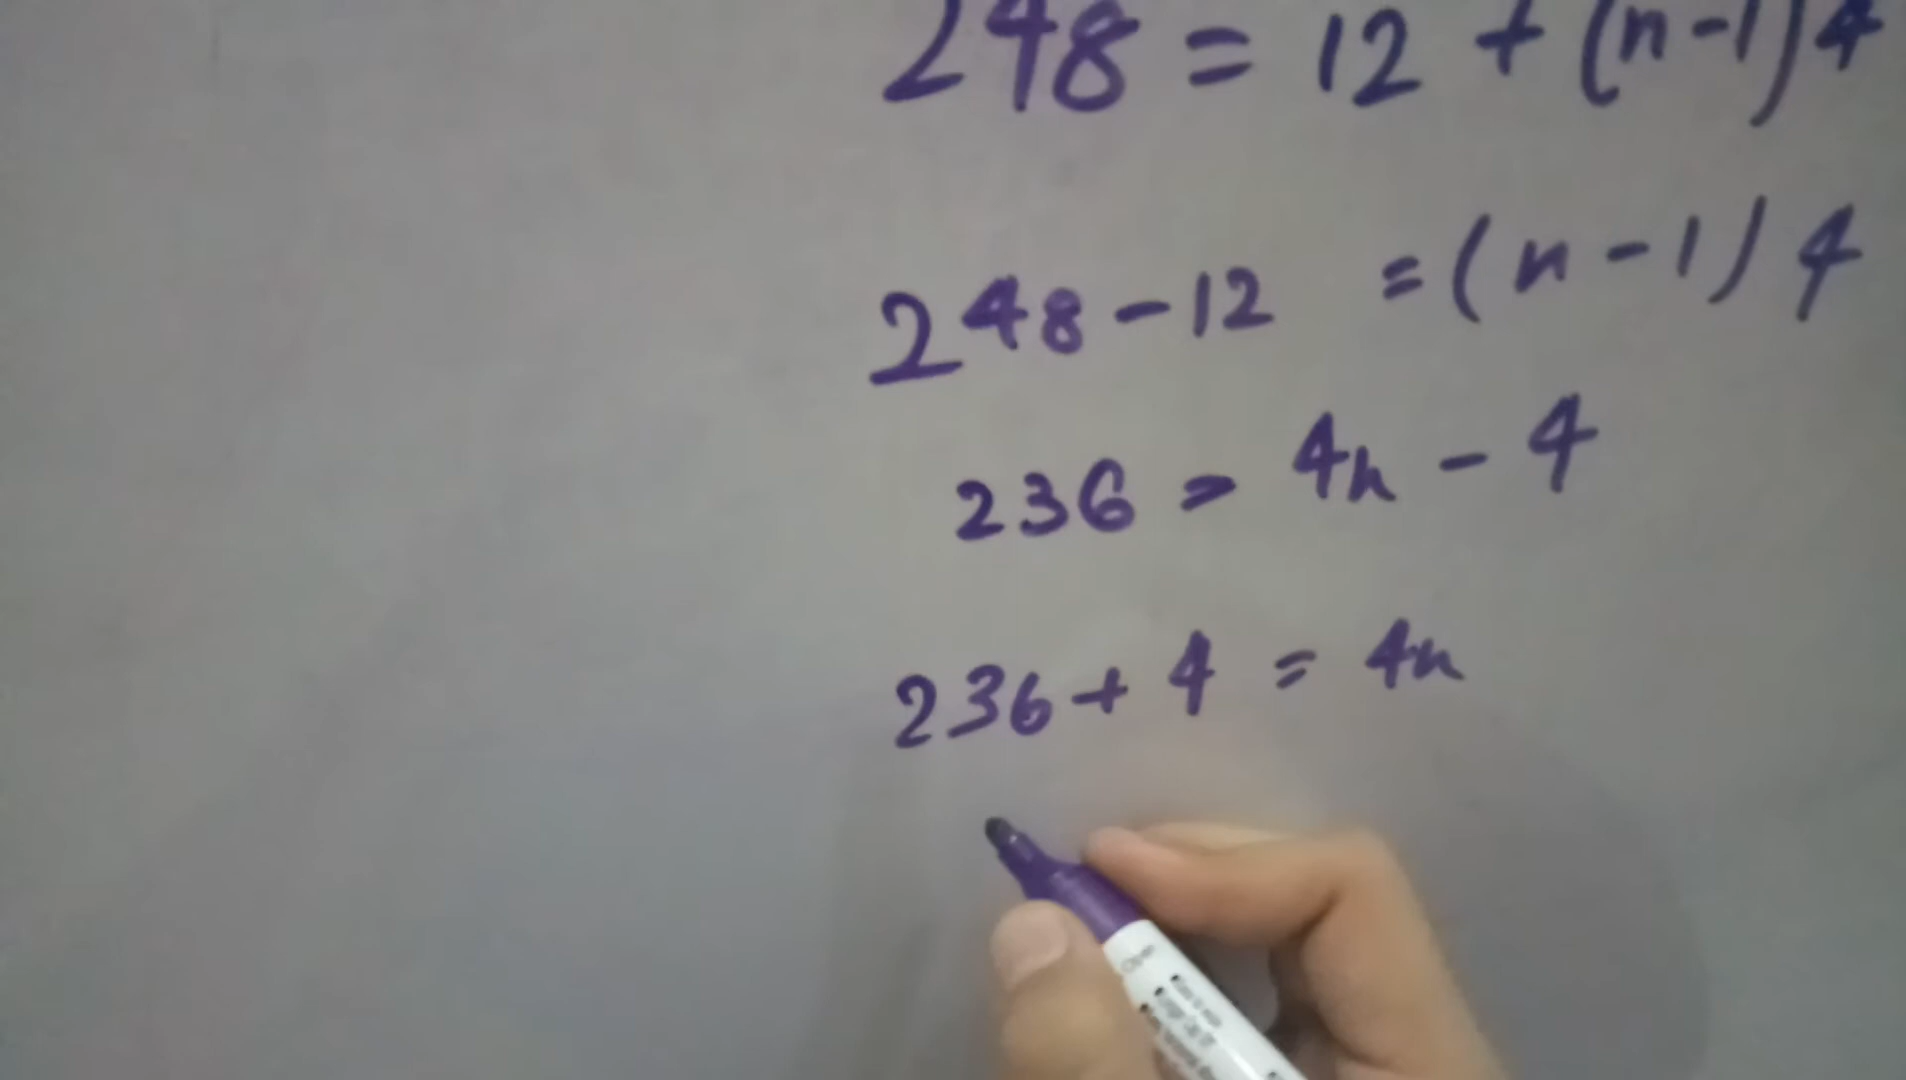 248 = 12 + (n-1)4
248 - 12 = (n - 1) 4
236 = 4n - 4
236 + 4 = 4n